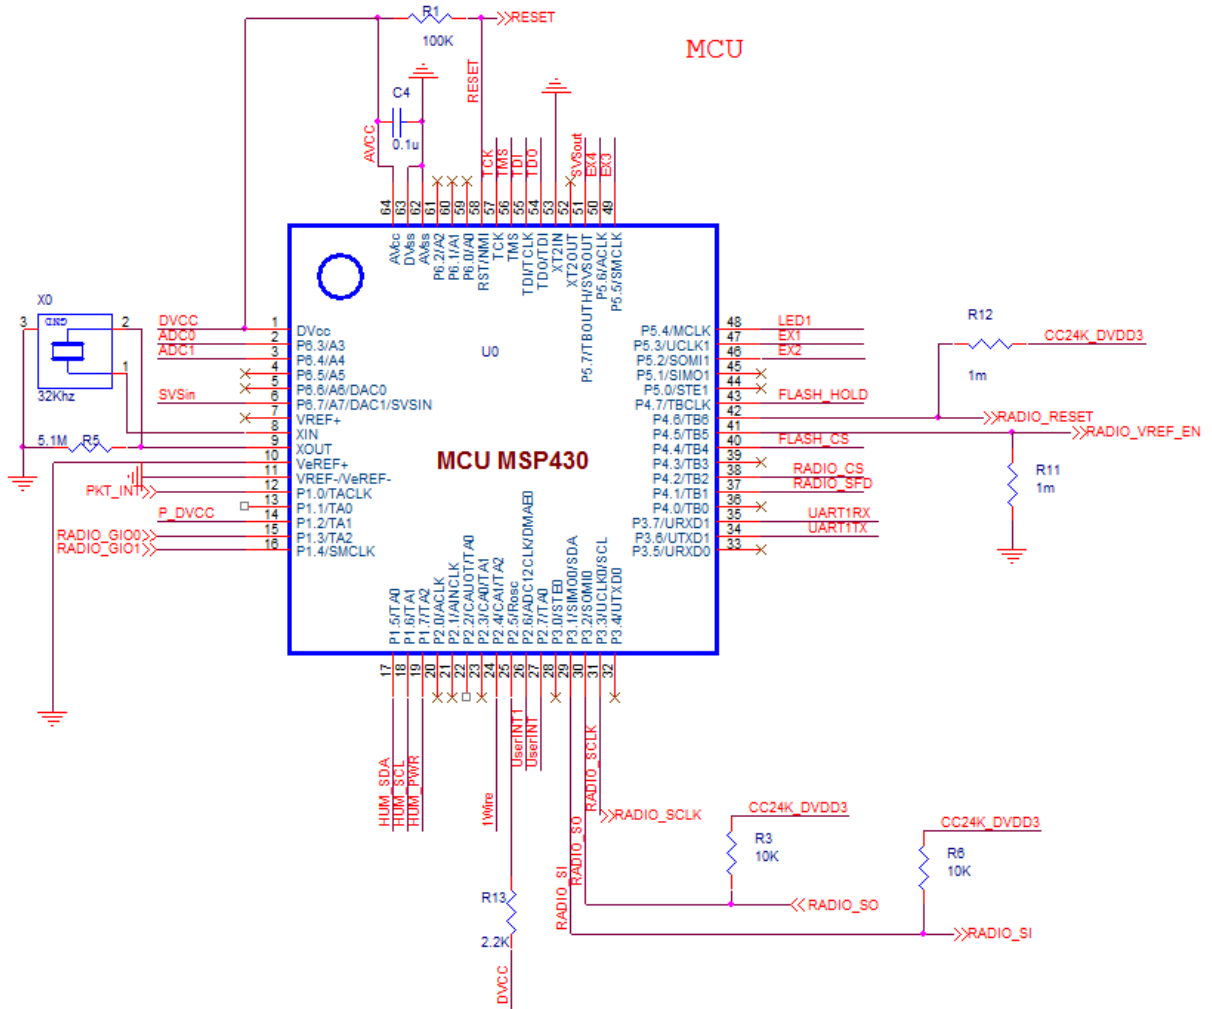 R1
RESET
100K
MCU
C4
0.1u
AVCC
RESET
TCK
TMS
TDI
TDO
SVSout
EX4
EX3
64
63
62
61
60
59
58
57
56
55
54
53
52
51
50
49
AVcc
DVss
AVss
P6.2/A2
P6.1/A1
P6.0/A0
RST/NMI
TCK
TMS
TDI/TCLK
TDO/TDI
XT2IN
XT2OUT
P5.7/TBOUTH/SVSOUT
P5.6/ACLK
P5.5/SMCLK
X0
3
GND
2
1
32Khz
5.1M
R5
DVCC
1
DVcc
ADC0
2
P6.3/A3
ADC1
3
P6.4/A4
4
P6.5/A5
5
P6.6/A6/DAC0
SVSin
6
P6.7/A7/DAC1/SVSIN
7
VREF+
8
XIN
9
XOUT
10
VeREF+
11
VREF-/VeREF-
PKT_INT
12
P1.0/TACLK
13
P1.1/TA0
P_DVCC
14
P1.2/TA1
RADIO_GIO0
15
P1.3/TA2
RADIO_GIO1
16
P1.4/SMCLK
U0
MCU MSP430
P5.4/MCLK
48
LED1
P5.3/UCLK1
47
EX1
P5.2/SOMI1
46
EX2
P5.1/SIMO1
45
P5.0/STE1
44
P4.7/TBCLK
43
FLASH_HOLD
P4.6/TB6
42
RADIO_RESET
P4.5/TB5
41
RADIO_VREF_EN
P4.4/TB4
40
FLASH_CS
P4.3/TB3
39
P4.2/TB2
38
RADIO_CS
P4.1/TB1
37
RADIO_SFD
P4.0/TB0
36
P3.7/URXD1
35
UART1RX
P3.6/UTXD1
34
UART1TX
P3.5/URXD0
33
R12
CC24K_DVDD3
1m
R11
1m
P1.5/TA0
P1.6/TA1
P1.7/TA2
P2.0/ACLK
P2.1/AINCLK
P2.2/CAUOT/TA0
P2.3/CA0/TA1
P2.4/CA1/TA2
P2.5/Rosc
P2.6/ADC12CLK/DMAE0
P2.7/TA0
P3.0/STE0
P3.1/SIMO0/SDA
P3.2/SOMI0
P3.3/UCLK0/SCL
P3.4/UTXD0
17
18
19
20
21
22
23
24
25
26
27
28
29
30
31
32
HUM_SDA
HUM_SCL
HUM_PWR
1Wire
UserINT1
UserINT
RADIO_SI
RADIO_SO
RADIO_SCLK
RADIO_SCLK
CC24K_DVDD3
R3
10K
CC24K_DVDD3
R6
10K
RADIO_SO
RADIO_SI
R13
2.2K
DVCC